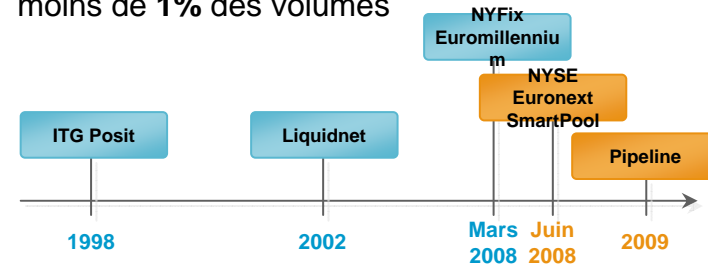 moins de 1% des volumes
NYFix
Euromillenniu
m
NYSE
Euronext
SmartPool
ITG Posit
Liquidnet
Pipeline
1998
2002
Mars
2008
Juin
2008
2009